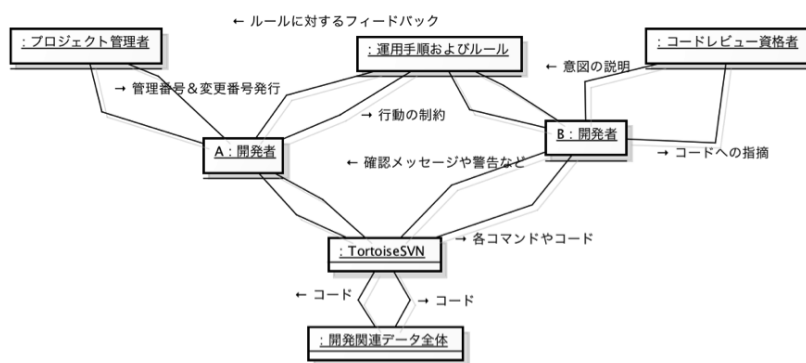 ← ルールに対するフィードバック
: プロジェクト管理者
: 運用手順およびルール
: コードレビュー資格者
← 意図の説明
→ 管理番号＆変更番号発行
→ 行動の制約
A : 開発者
B : 開発者
← 確認メッセージや警告など
→ コードへの指摘
: TortoiseSVN
→ 各コマンドやコード
← コード
→ コード
: 開発関連データ全体